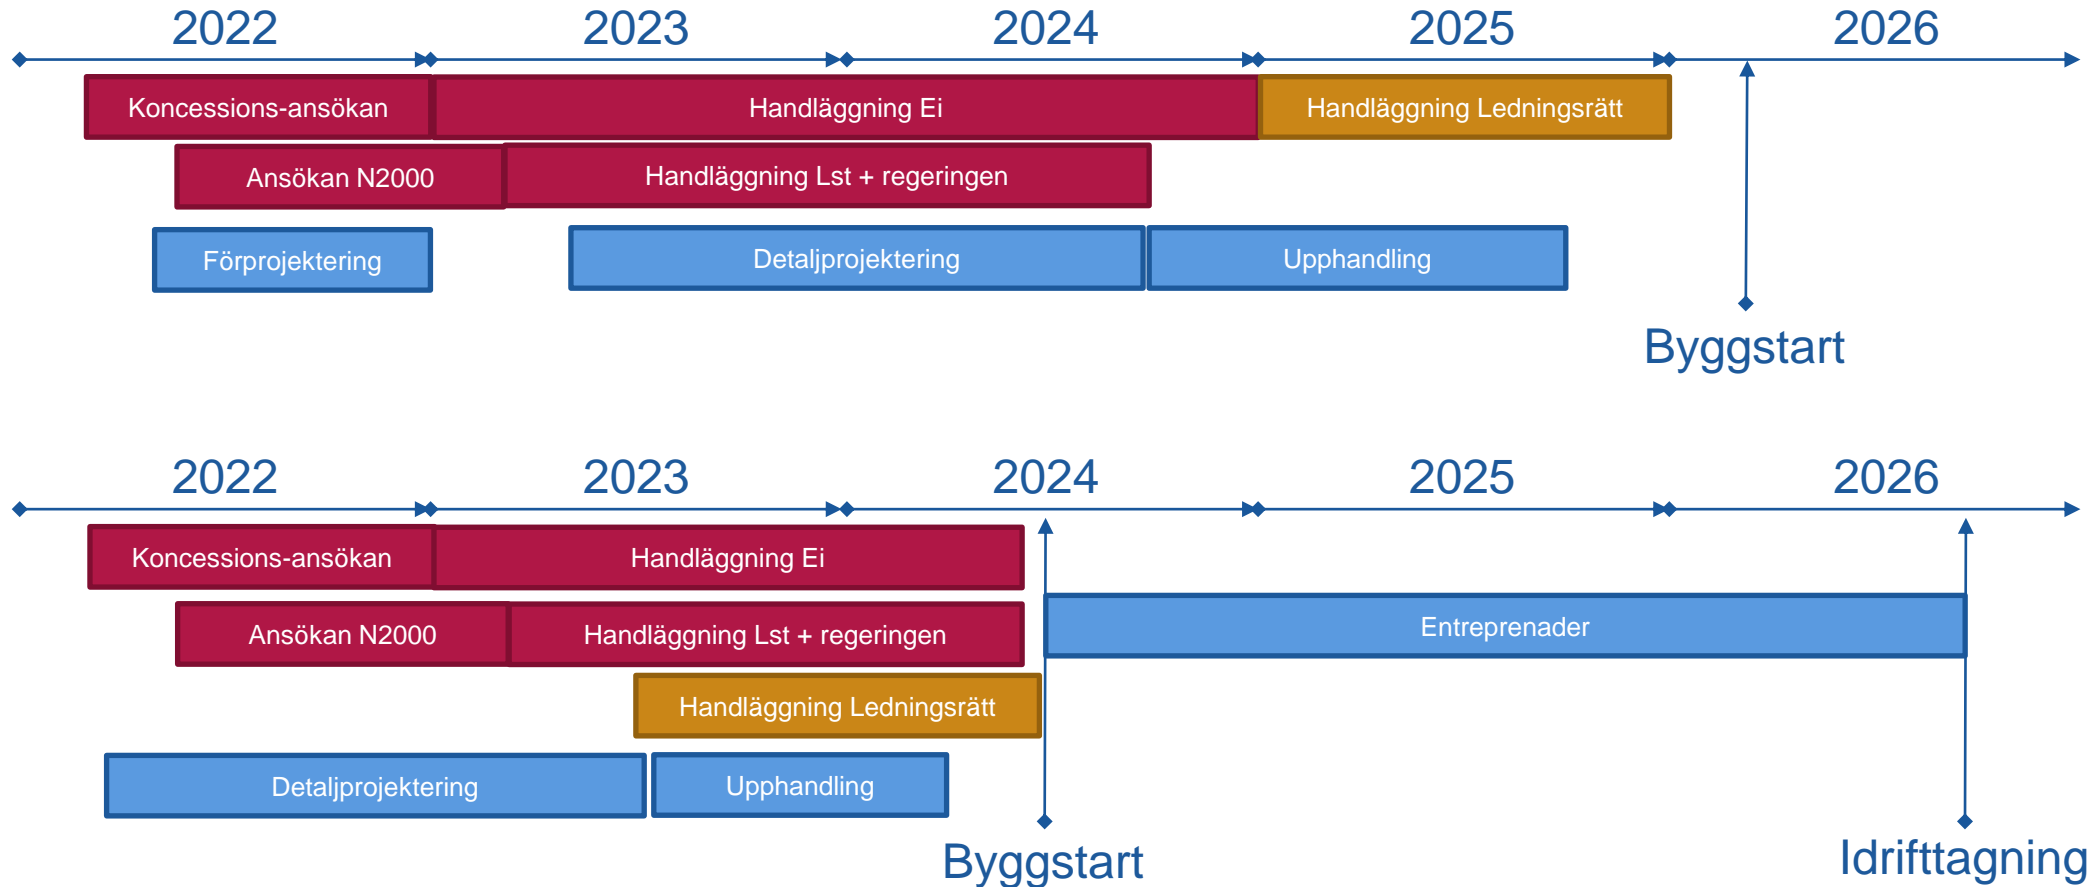 2022 2023 2024 2025 2026
Koncessions-ansökan Handläggning Ei Handläggning Ledningsrätt
Ansökan N2000 Handläggning Lst + regeringen
Förprojektering Detaljprojektering Upphandling
Byggstart
2022 2023 2024 2025 2026
Koncessions-ansökan Handläggning Ei
Ansökan N2000 Handläggning Lst + regeringen Entreprenader
Handläggning Ledningsrätt
Detaljprojektering Upphandling
Byggstart Idrifttagning